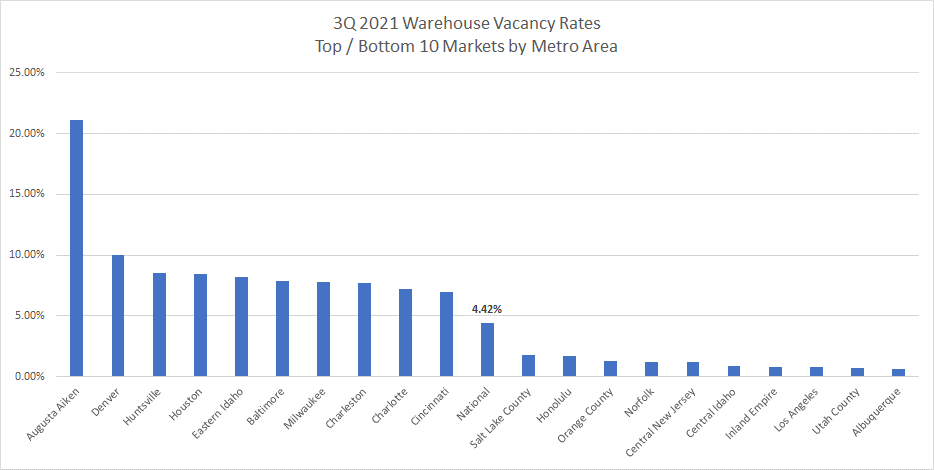 3Q 2021 Warehouse Vacancy Rates
Top / Bottom 10 Markets by Metro Area
25.00%
20.00%
15.00%
10.00%
5.00%
0.00%
4.42%
Augusta Aiken
Denver
Huntsville
Houston
Eastern Idaho
Baltimore
Milwaukee
Charleston
Charlotte
Cincinnati
National
Salt Lake County
Honolulu
Orange County
Norfolk
Central New Jersey
Central Idaho
Inland Empire
Los Angeles
Utah County
Albuquerque